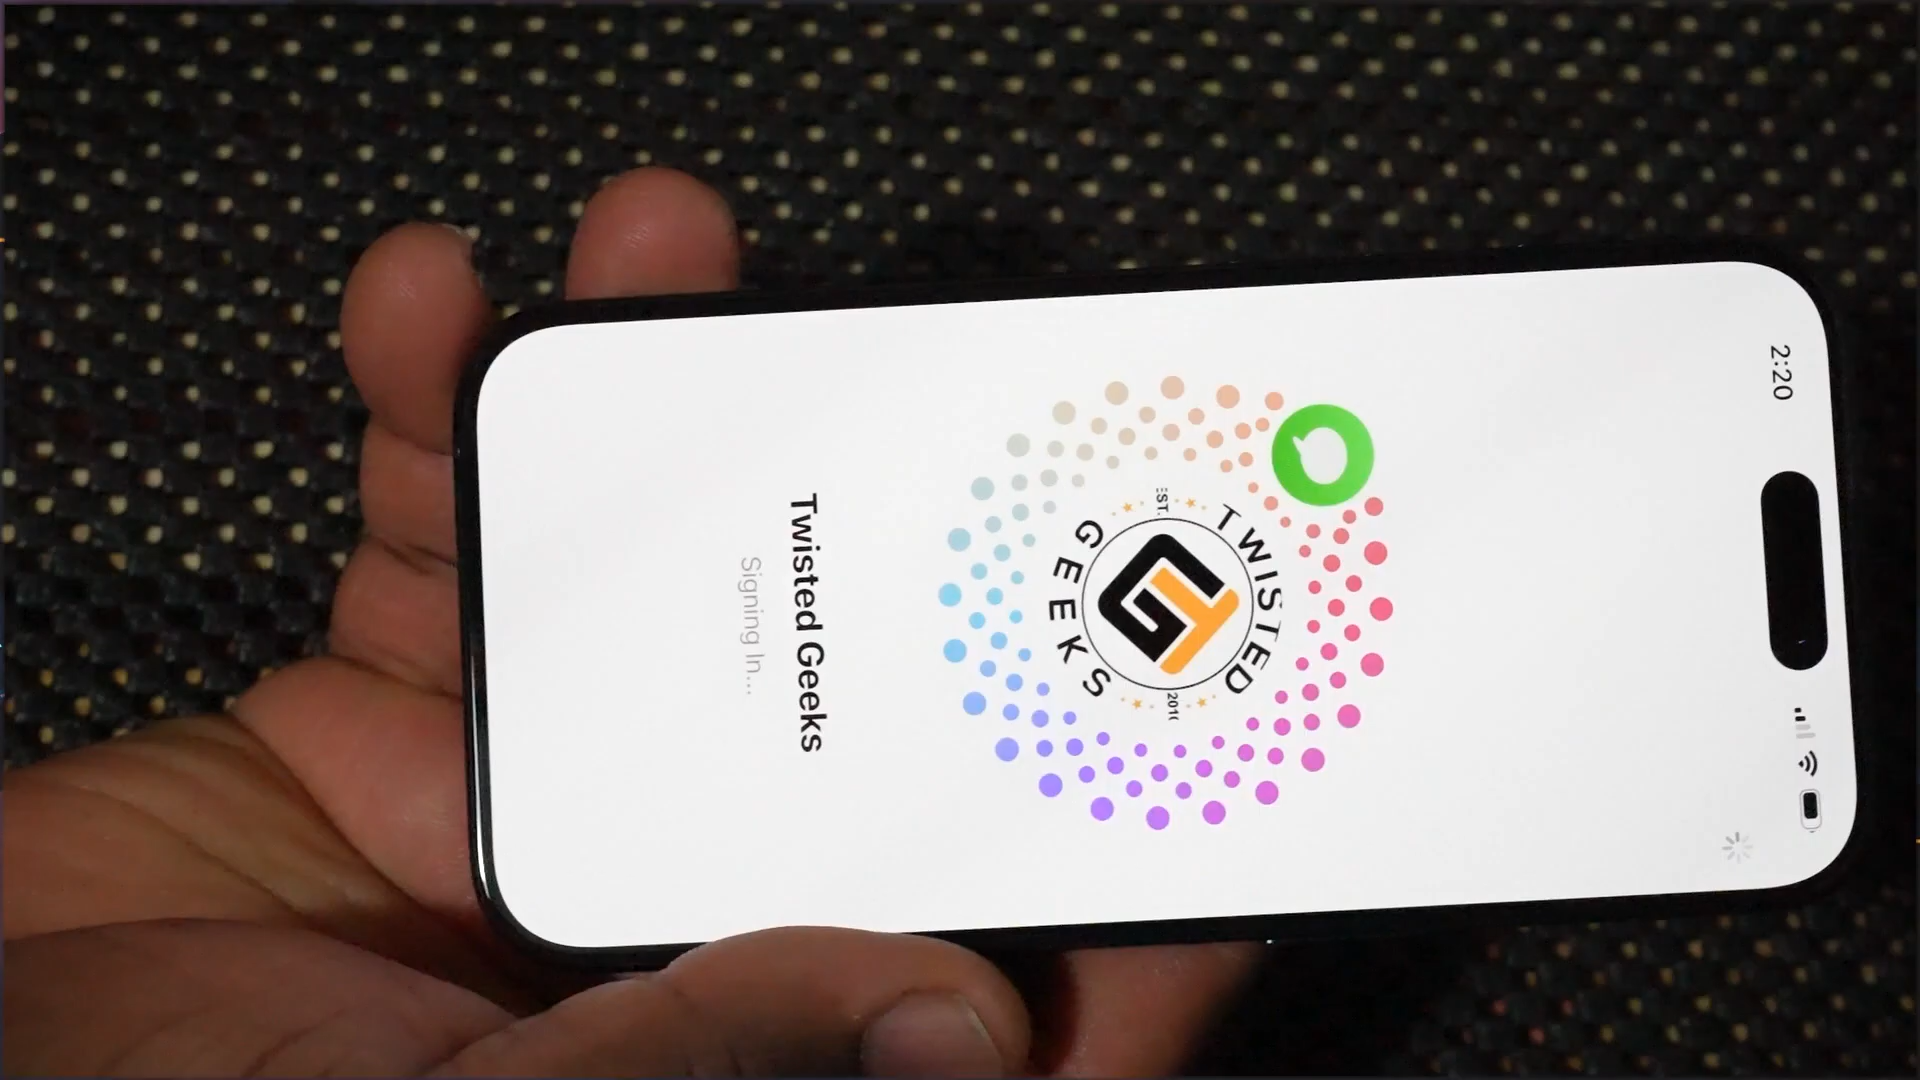 2:20
TWISTED
GEEKS
EST.
Twisted Geeks
Signing In...